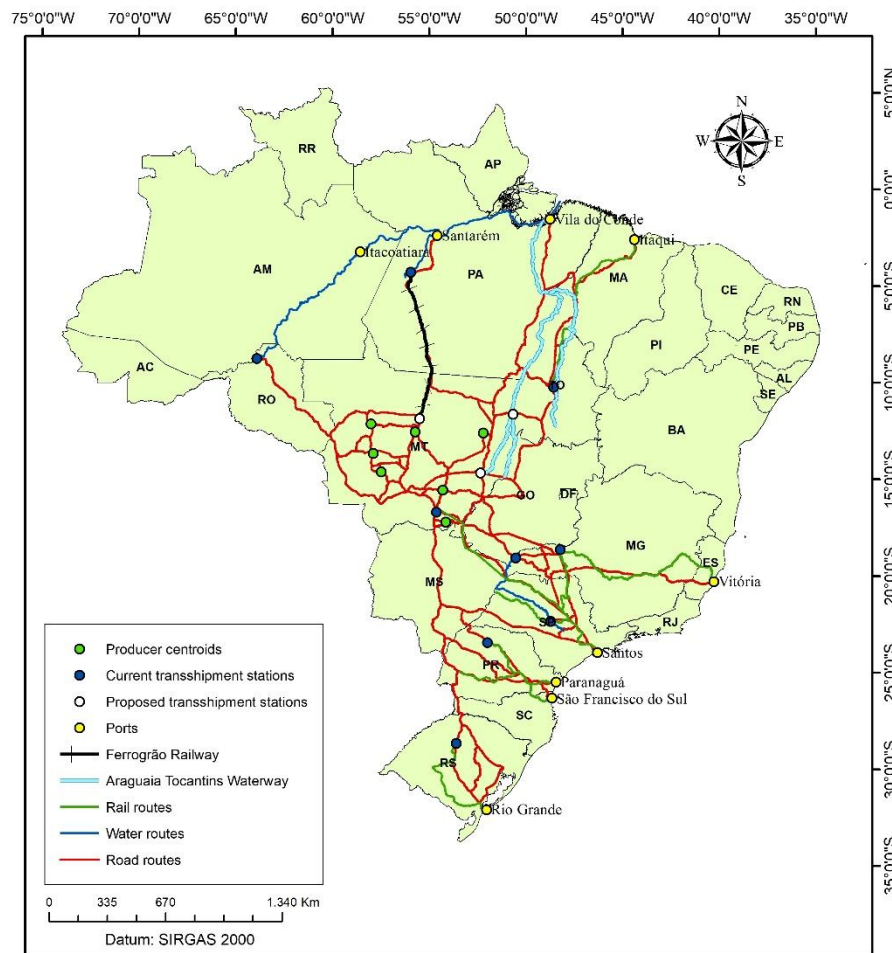 75°0'0"W 70°0'0"W 65°0'0"W 60°0'0"W 55°0'0"W 50°0'0"W 45°0'0"W 40°0'0"W 35°0'0"W
5°0'0"N
N
W E
S
RR
AP
0°0'0"
Vila do Conde
Santarém
Itaqui
Itacoatiara
AM
PA
MA
5°0'0"S
CE
RN
PB
PI
PE
AC
AL
SE
RO
10°0'0"S
BA
MT
15°0'0"S
GO
DF
MG
ES
Vitória
MS
20°0'0"S
SP
RJ
Santos
PR
Paranaguá
25°0'0"S
São Francisco do Sul
SC
RS
30°0'0"S
Rio Grande
35°0'0"S
Producer centroids
Current transshipment stations
Proposed transshipment stations
Ports
Ferrogrão Railway
Araguaia Tocantins Waterway
Rail routes
Water routes
Road routes
0 335 670 1.340 Km
Datum: SIRGAS 2000